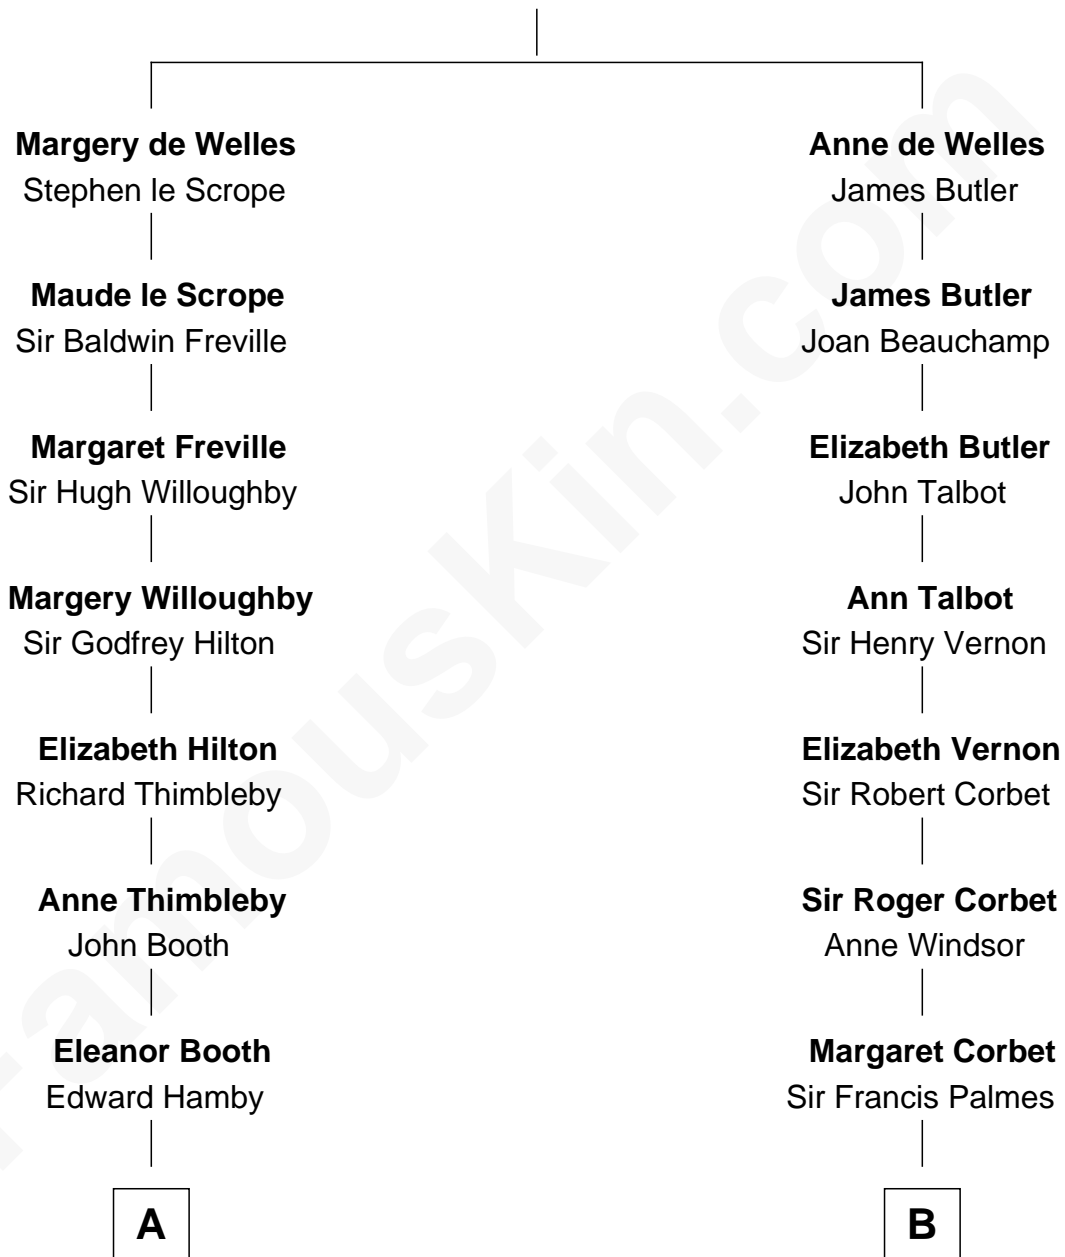 Margery de Welles
Stephen le Scrope
Maude le Scrope
Sir Baldwin Freville
Margaret Freville
Sir Hugh Willoughby
Margery Willoughby
Sir Godfrey Hilton
Elizabeth Hilton
Richard Thimbleby
Anne Thimbleby
John Booth
Eleanor Booth
Edward Hamby
A
Anne de Welles
James Butler
James Butler
Joan Beauchamp
Elizabeth Butler
John Talbot
Ann Talbot
Sir Henry Vernon
Elizabeth Vernon
Sir Robert Corbet
Sir Roger Corbet
Anne Windsor
Margaret Corbet
Sir Francis Palmes
B
FamousKin.com